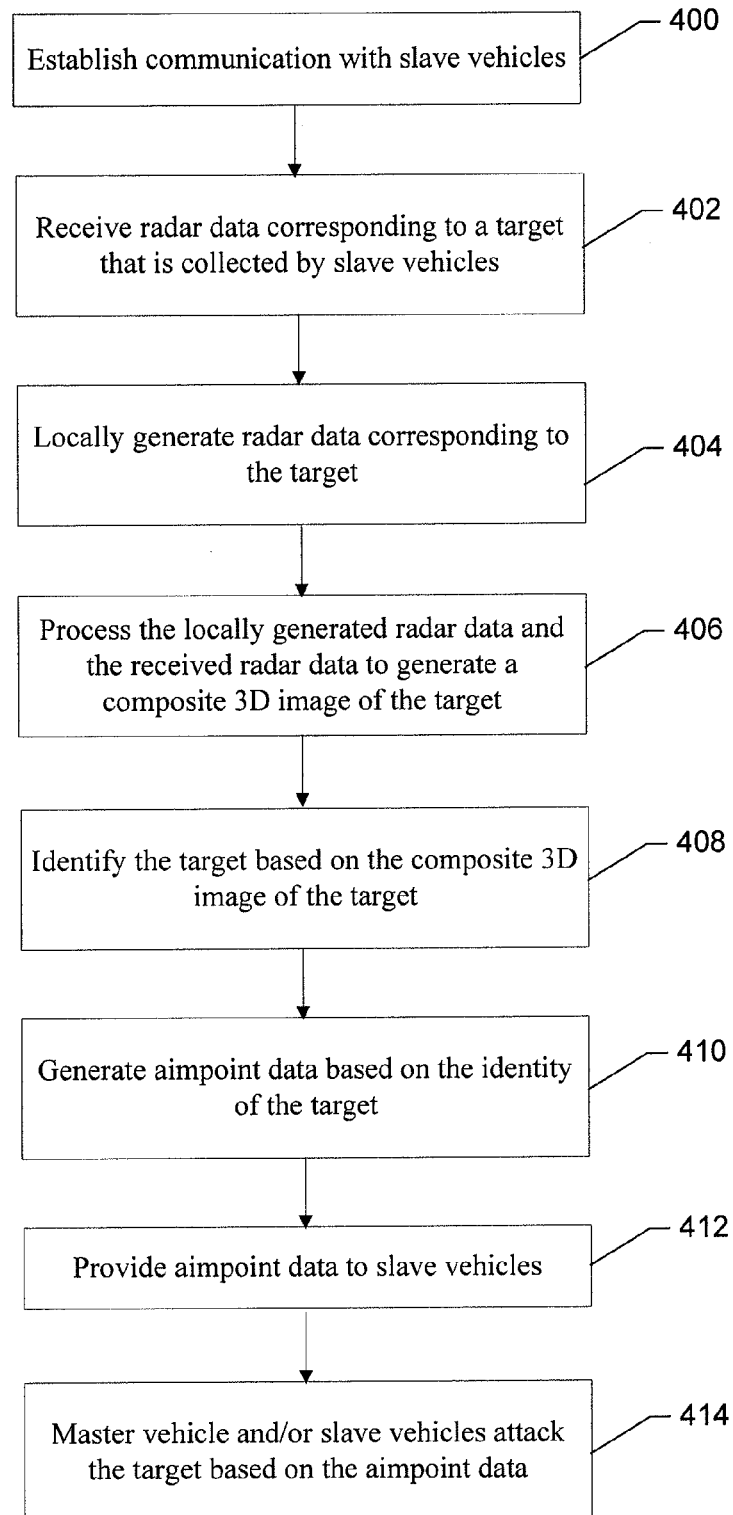 400
Establish communication with slave vehicles
402
Receive radar data corresponding to a target
that is collected by slave vehicles
404
Locally generate radar data corresponding to
the target
406
Process the locally generated radar data and
the received radar data to generate a
composite 3D image of the target
408
Identify the target based on the composite 3D
image of the target
410
Generate aimpoint data based on the identity
of the target
412
Provide aimpoint data to slave vehicles
414
Master vehicle and/or slave vehicles attack
the target based on the aimpoint data